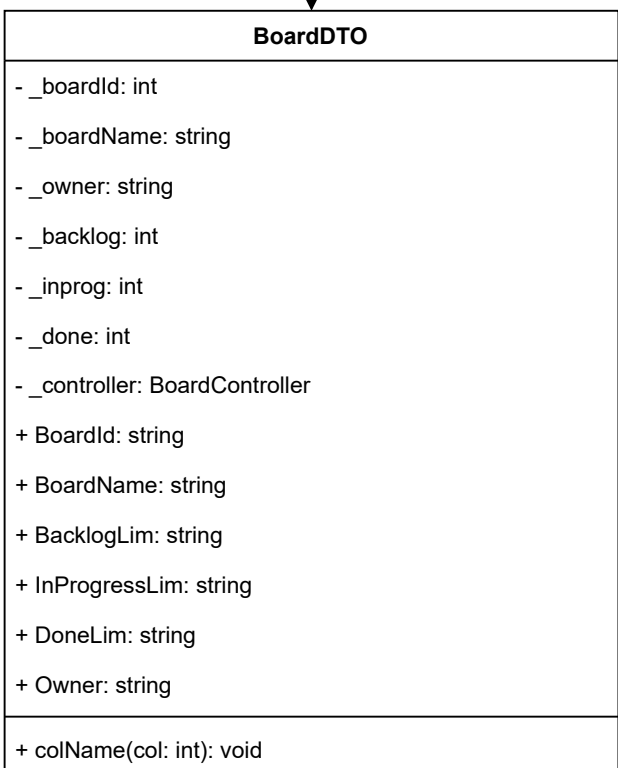 BoardDTO
- _boardId: int
- _boardName: string
- _owner: string
- _backlog: int
- _inprog: int
- _done: int
- _controller: BoardController
+ BoardId: string
+ BoardName: string
+ BacklogLim: string
+ InProgressLim: string
+ DoneLim: string
+ Owner: string
+ colName(col: int): void